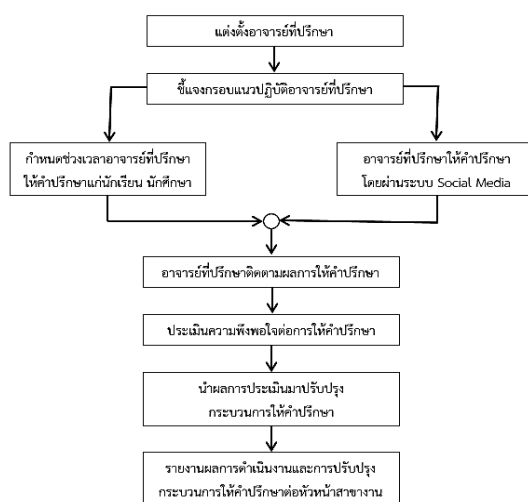 แต่งตั้งอาจารย์ที่ปรึกษา
ชี้แจงกรอบแนวปฏิบัติอาจารย์ที่ปรึกษา
กำหนดช่วงเวลาอาจารย์ที่ปรึกษา
ให้คำปรึกษาแก่นักเรียน นักศึกษา
อาจารย์ที่ปรึกษาให้คำปรึกษา
โดยผ่านระบบ Social Media
อาจารย์ที่ปรึกษาติดตามผลการให้คำปรึกษา
ประเมินความพึงพอใจต่อการให้คำปรึกษา
นำผลการประเมินมาปรับปรุง
กระบวนการให้คำปรึกษา
รายงานผลการดำเนินงานและการปรับปรุง
กระบวนการให้คำปรึกษาต่อหัวหน้าสาขางาน